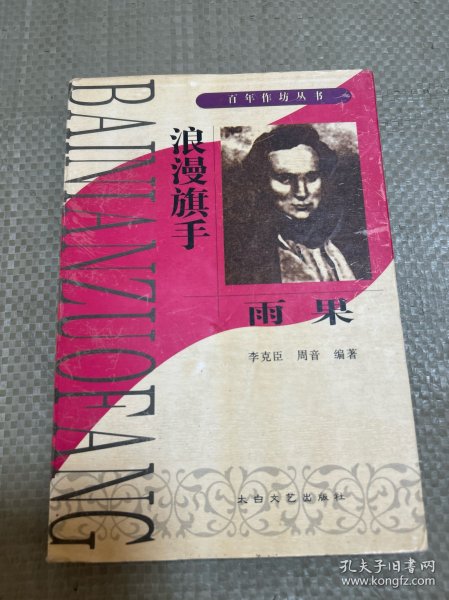 百年作坊丛书
浪漫旗手
雨果
李克臣 周音 编著
BAINIANZUOFANG
太白文艺出版社
孔夫子旧书网
www.kongfz.com